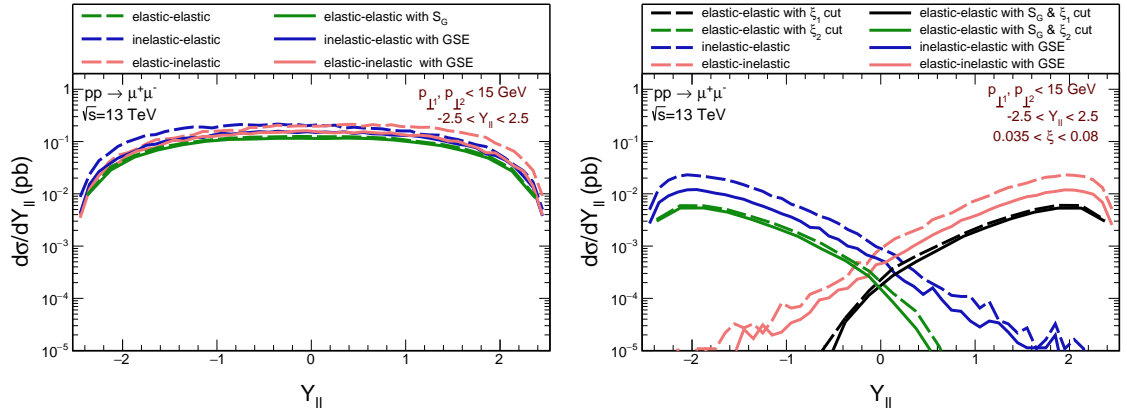 elastic-elastic
elastic-elastic with S_G
inelastic-elastic
inelastic-elastic with GSE
elastic-inelastic
elastic-inelastic with GSE
pp → μ⁺μ⁻
√s=13 TeV
p_⊥1, p_⊥2 < 15 GeV
-2.5 < Y_ll < 2.5
dσ/dY_ll (pb)
1
10⁻¹
10⁻²
10⁻³
10⁻⁴
10⁻⁵
−2 −1 0 1 2
Y_ll
elastic-elastic with ξ₁ cut
elastic-elastic with S_G & ξ₁ cut
elastic-elastic with ξ₂ cut
elastic-elastic with S_G & ξ₂ cut
inelastic-elastic
inelastic-elastic with GSE
elastic-inelastic
elastic-inelastic with GSE
pp → μ⁺μ⁻
√s=13 TeV
p_⊥1, p_⊥2 < 15 GeV
-2.5 < Y_ll < 2.5
0.035 < ξ < 0.08
dσ/dY_ll (pb)
1
10⁻¹
10⁻²
10⁻³
10⁻⁴
10⁻⁵
−2 −1 0 1 2
Y_ll